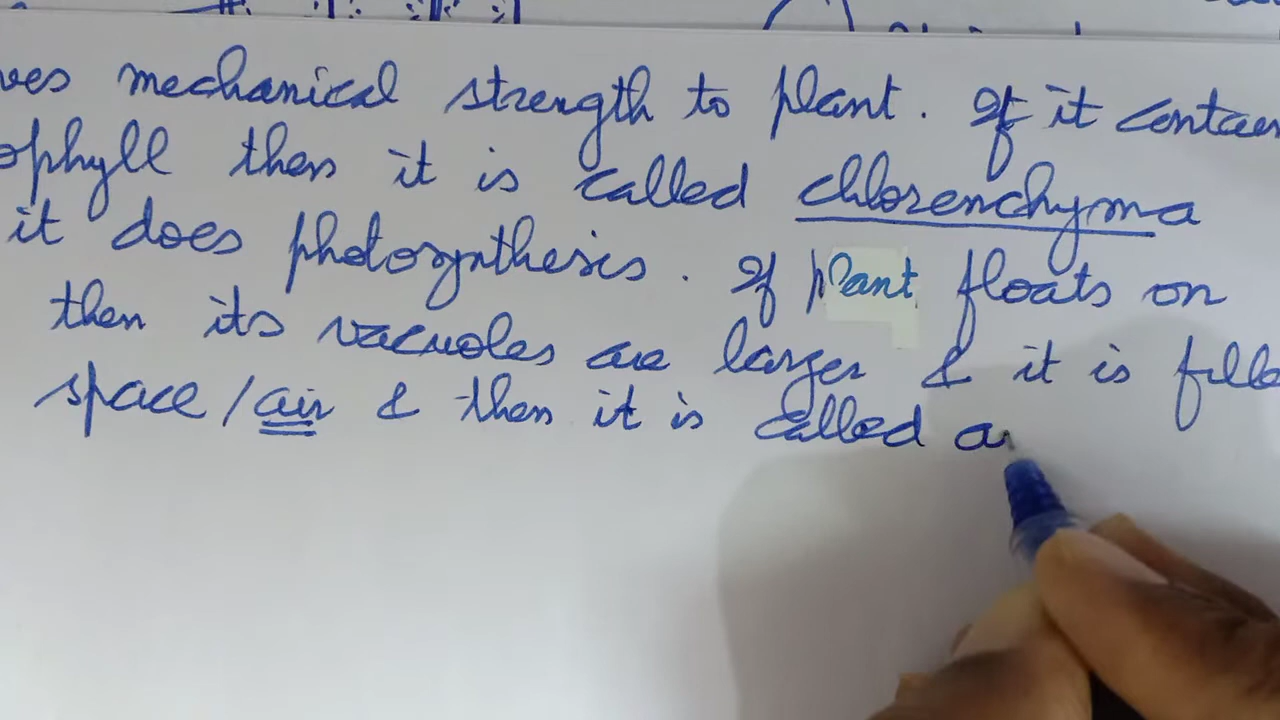 ves mechanical strength to plant. If it contain
ophyll then it is called chlorenchyma
it does photosynthesis. If plant floats on
then its vacuoles are larger & it is fille
space/air & then it is called a